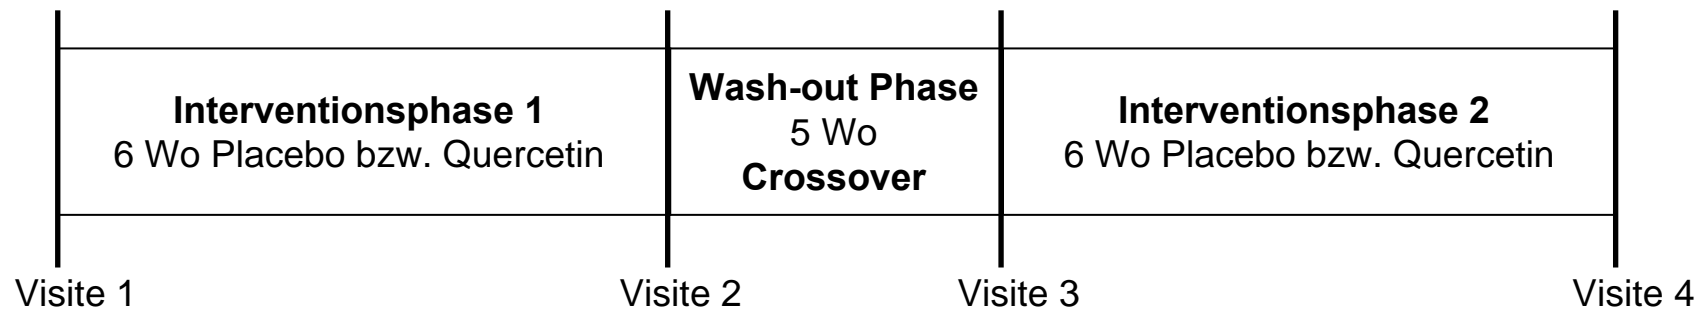 Interventionsphase 1
6 Wo Placebo bzw. Quercetin
Wash-out Phase
5 Wo
Crossover
Interventionsphase 2
6 Wo Placebo bzw. Quercetin
Visite 1
Visite 2
Visite 3
Visite 4